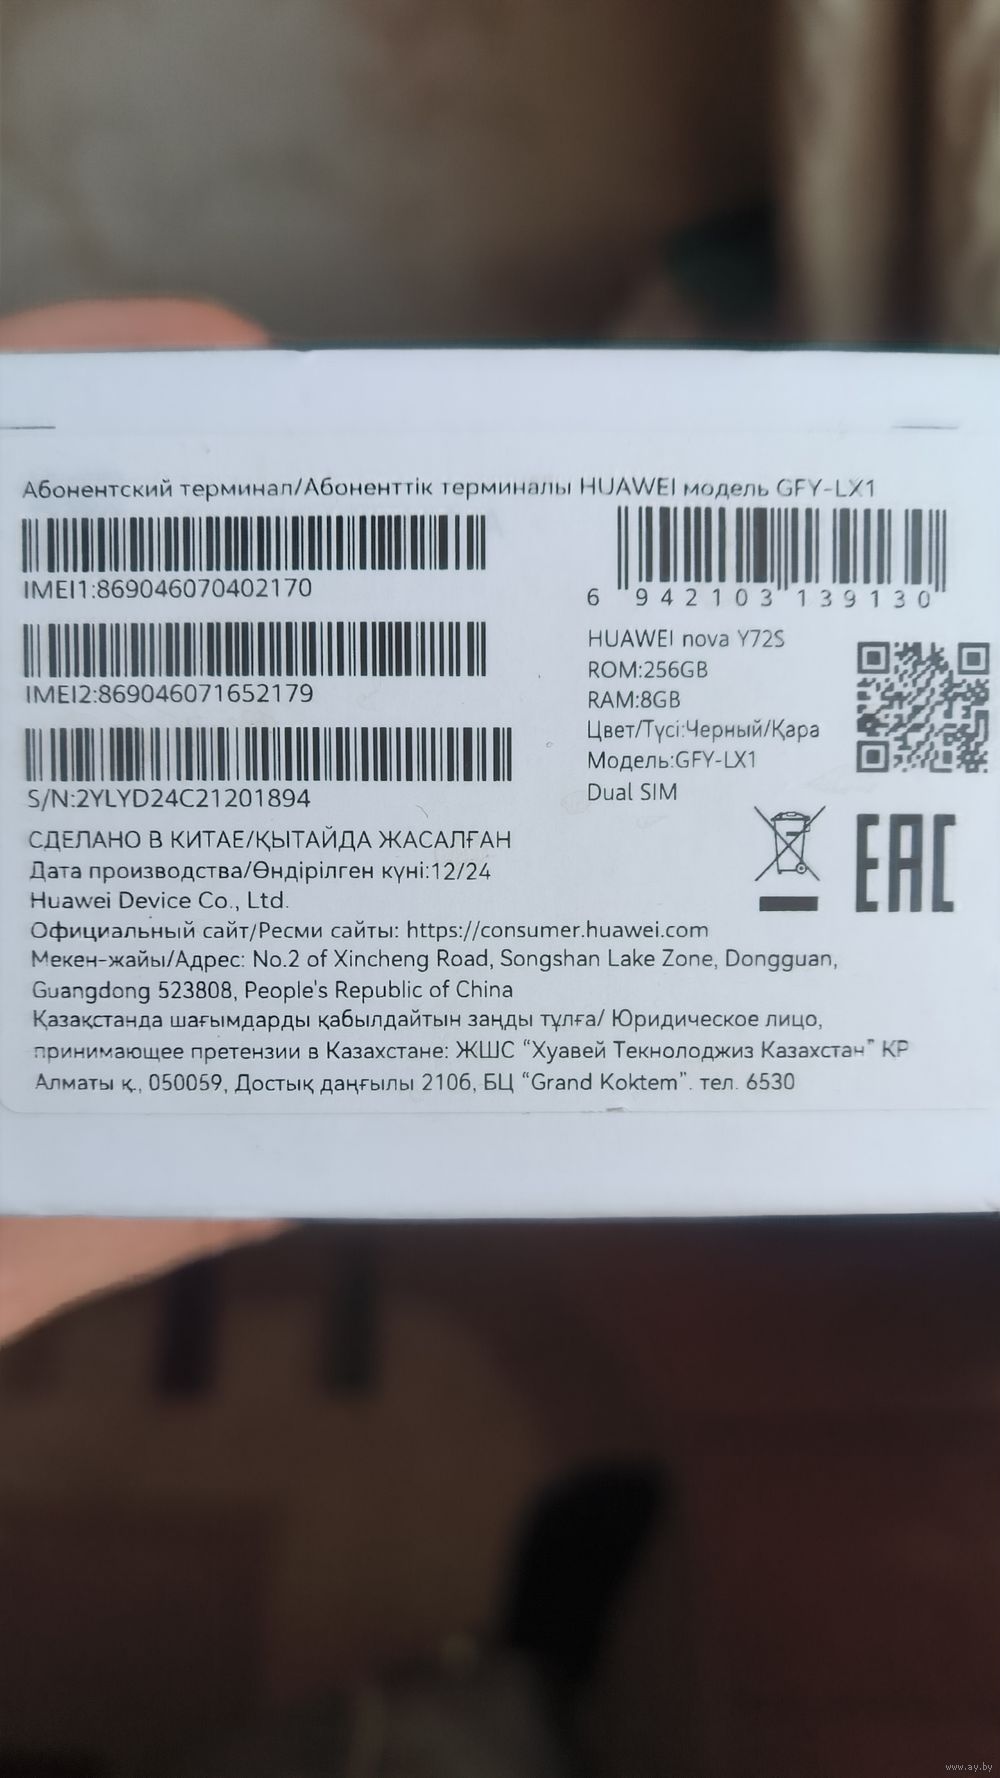 Абонентский терминал/Абоненттік терминалы HUAWEI модель GFY-LX1
IMEI1:869046070402170
IMEI2:869046071652179
S/N:2YLYD24C21201894
6 942103 139130
HUAWEI nova Y72S
ROM:256GB
RAM:8GB
Цвет/Түсі:Черный/Қара
Модель:GFY-LX1
Dual SIM
EAC
СДЕЛАНО В КИТАЕ/ҚЫТАЙДА ЖАСАЛҒАН
Дата производства/Өндірілген күні:12/24
Huawei Device Co., Ltd.
Официальный сайт/Ресми сайты: https://consumer.huawei.com
Мекен-жайы/Адрес: No.2 of Xincheng Road, Songshan Lake Zone, Dongguan,
Guangdong 523808, People's Republic of China
Қазақстанда шағымдарды қабылдайтын заңды тұлға/ Юридическое лицо,
принимающее претензии в Казахстане: ЖШС “Хуавей Текнолоджиз Казахстан” ҚР
Алматы қ., 050059, Достық даңғылы 210б, БЦ “Grand Koktem”. тел. 6530
www.ay.by